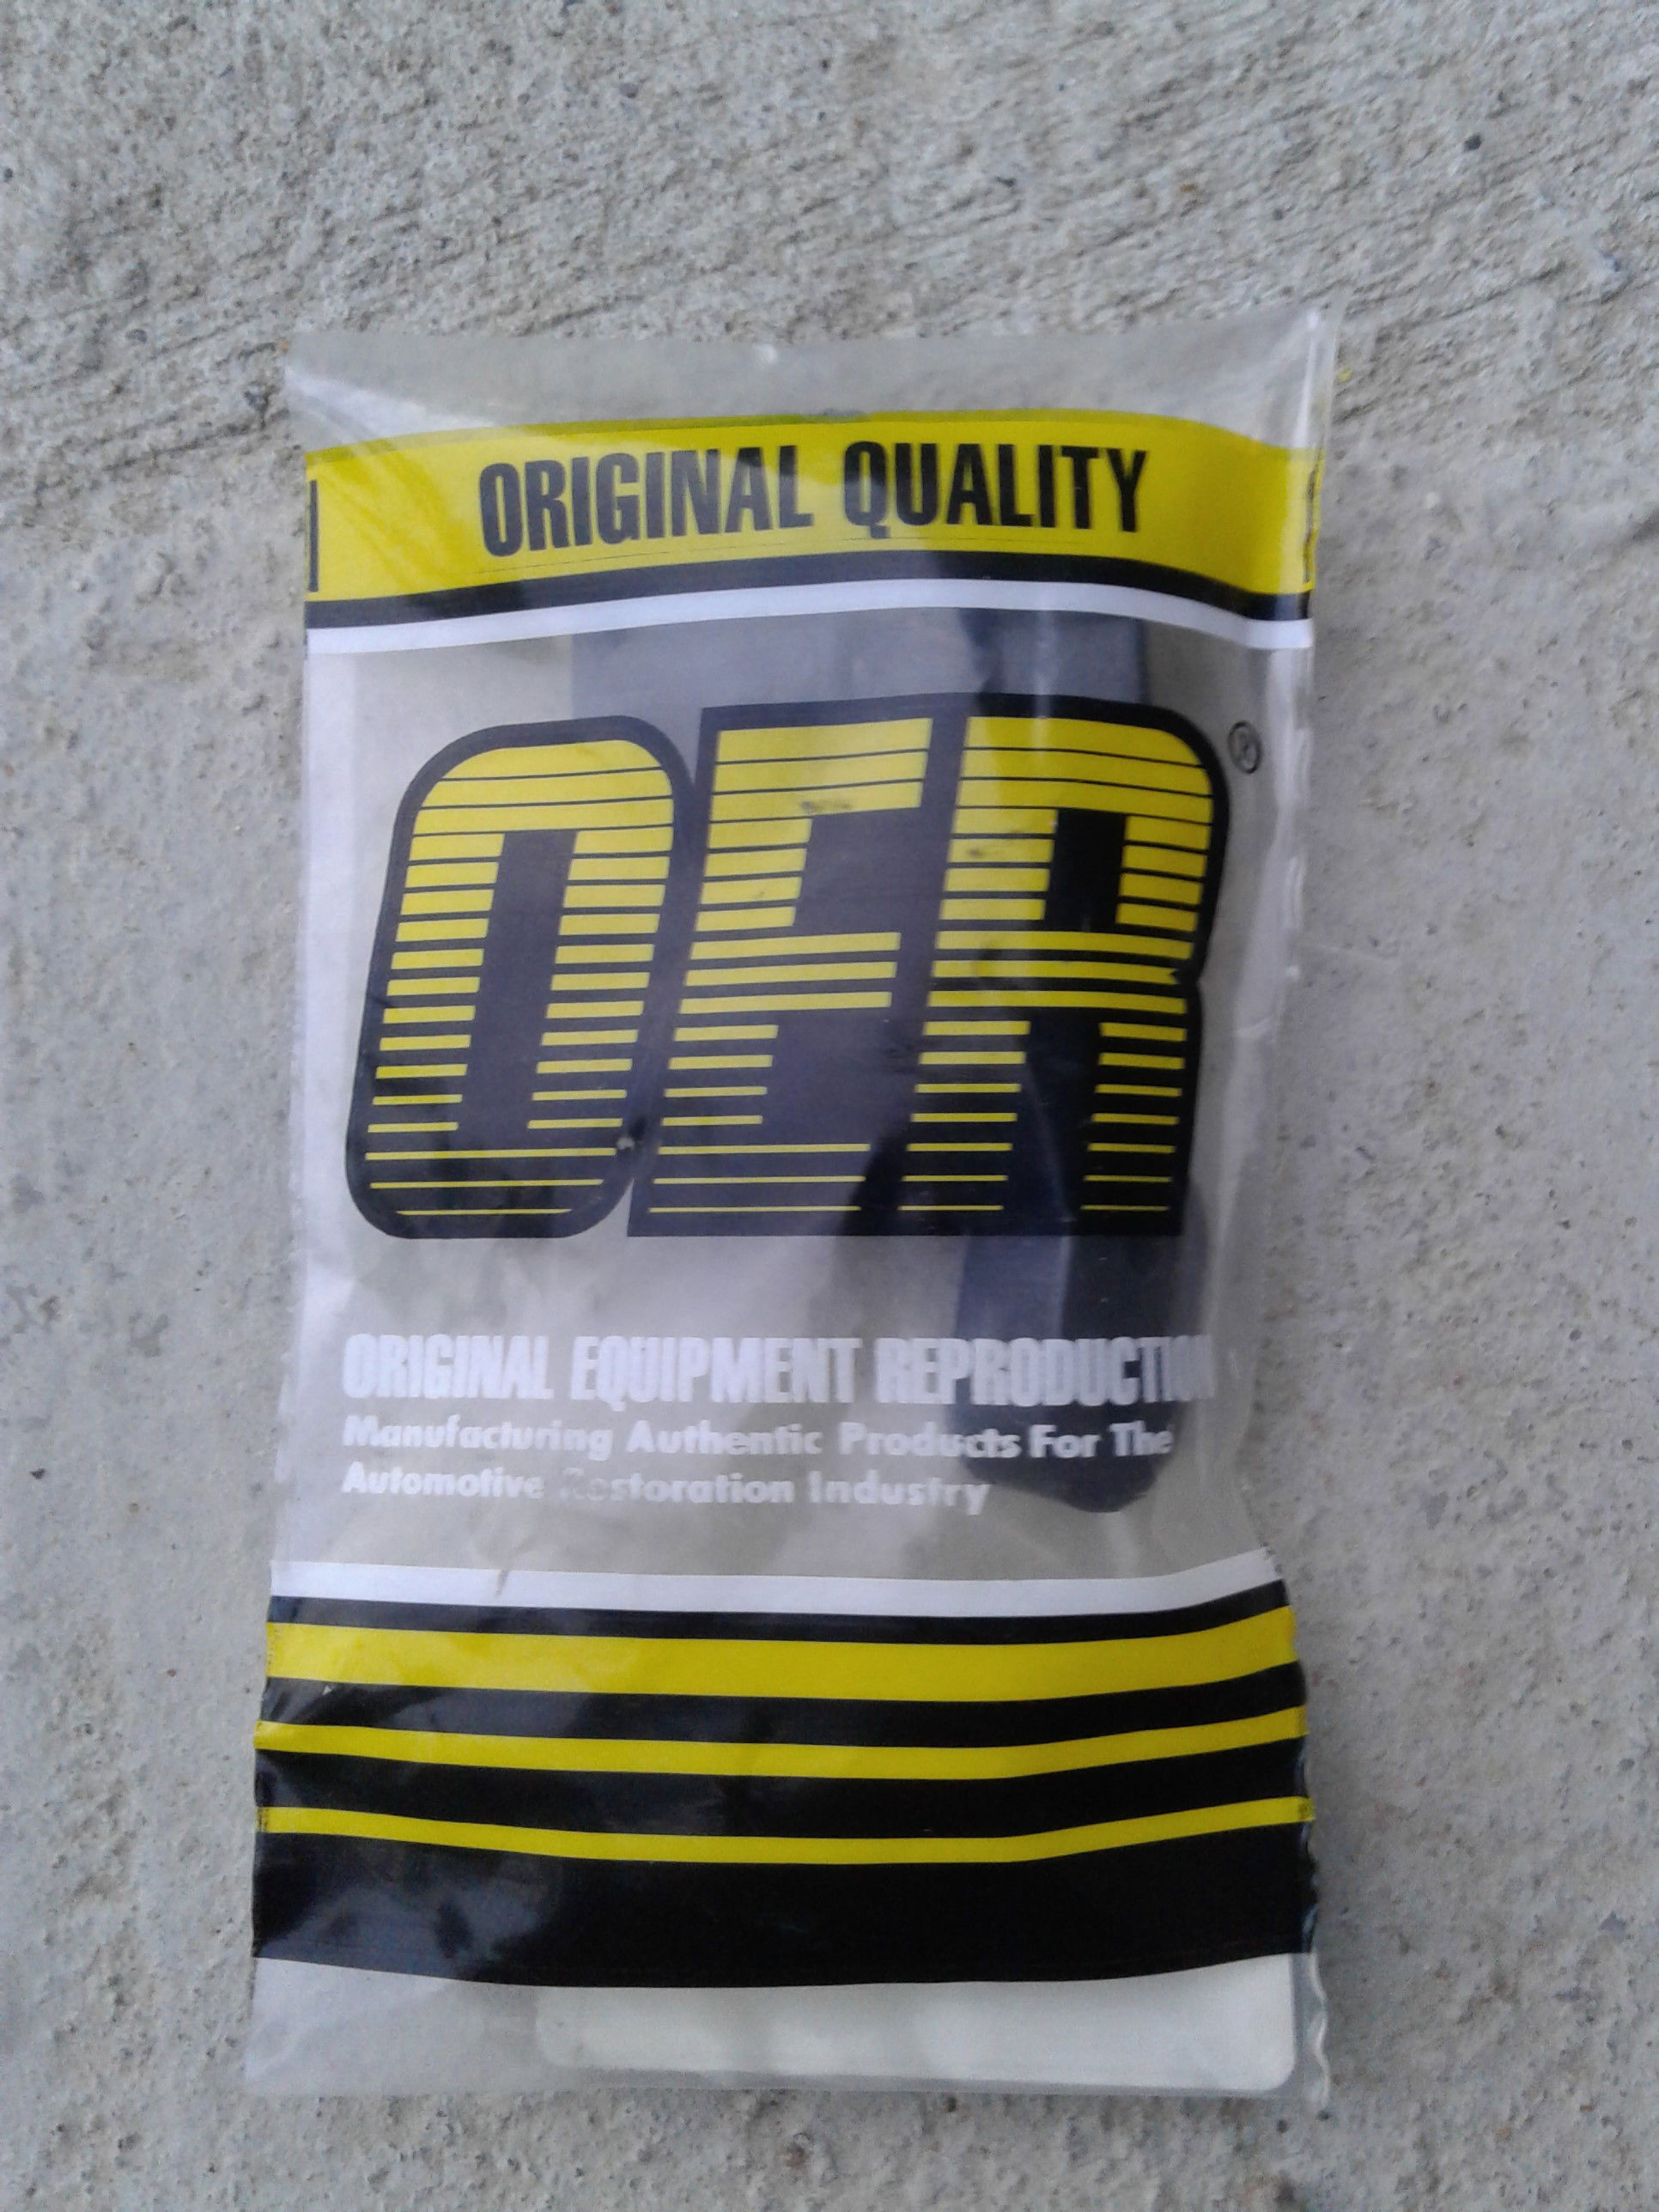 ORIGINAL QUALITY
OER®
ORIGINAL EQUIPMENT REPRODUCTION
Manufacturing Authentic Products For The
Automotive Restoration Industry